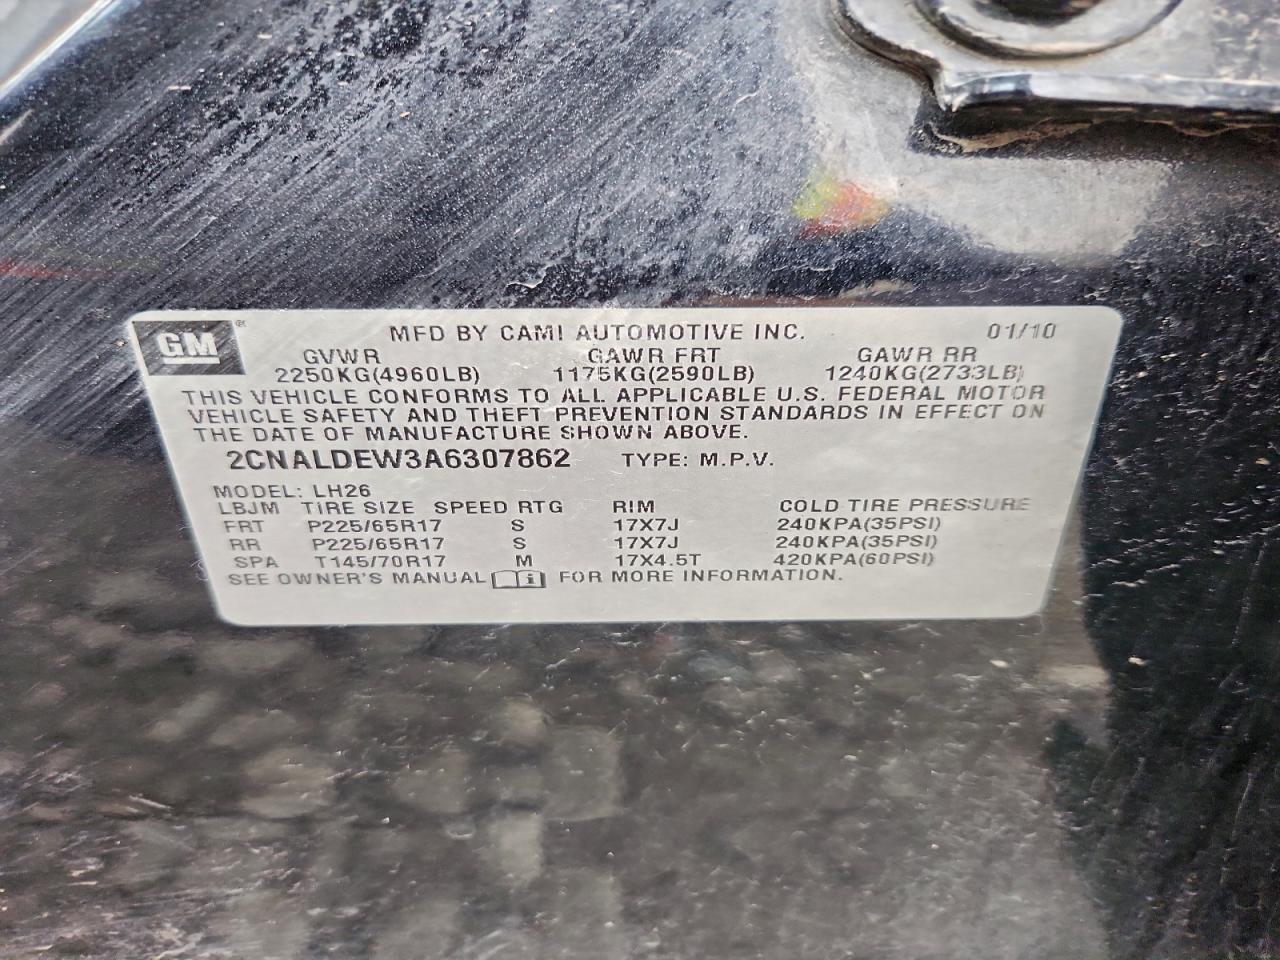 GM ® MFD BY CAMI AUTOMOTIVE INC. 01/10
GVWR GAWR FRT GAWR RR
2250KG(4960LB) 1175KG(2590LB) 1240KG(2733LB)
THIS VEHICLE CONFORMS TO ALL APPLICABLE U.S. FEDERAL MOTOR
VEHICLE SAFETY AND THEFT PREVENTION STANDARDS IN EFFECT ON
THE DATE OF MANUFACTURE SHOWN ABOVE.
2CNALDEW3A6307862 TYPE: M.P.V.
MODEL: LH26
LBJM TIRE SIZE SPEED RTG RIM COLD TIRE PRESSURE
FRT P225/65R17 S 17X7J 240KPA(35PSI)
RR P225/65R17 S 17X7J 240KPA(35PSI)
SPA T145/70R17 M 17X4.5T 420KPA(60PSI)
SEE OWNER'S MANUAL i FOR MORE INFORMATION.